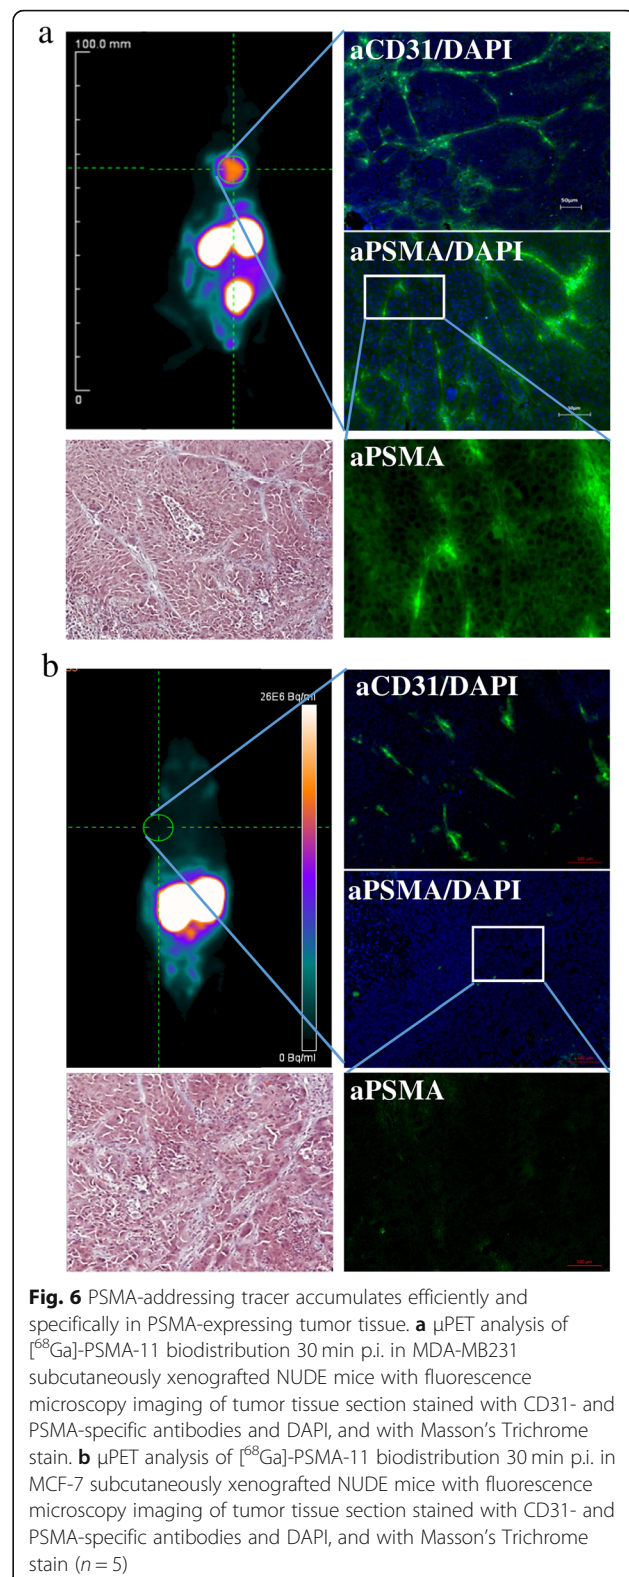 a
100.0 mm
0
aCD31/DAPI
50µm
aPSMA/DAPI
50µm
aPSMA
b
26E6 Bq/ml
0 Bq/ml
aCD31/DAPI
aPSMA/DAPI
aPSMA
Fig. 6 PSMA-addressing tracer accumulates efficiently and
specifically in PSMA-expressing tumor tissue. a µPET analysis of
[⁶⁸Ga]-PSMA-11 biodistribution 30 min p.i. in MDA-MB231
subcutaneously xenografted NUDE mice with fluorescence
microscopy imaging of tumor tissue section stained with CD31- and
PSMA-specific antibodies and DAPI, and with Masson's Trichrome
stain. b µPET analysis of [⁶⁸Ga]-PSMA-11 biodistribution 30 min p.i. in
MCF-7 subcutaneously xenografted NUDE mice with fluorescence
microscopy imaging of tumor tissue section stained with CD31- and
PSMA-specific antibodies and DAPI, and with Masson's Trichrome
stain (n = 5)